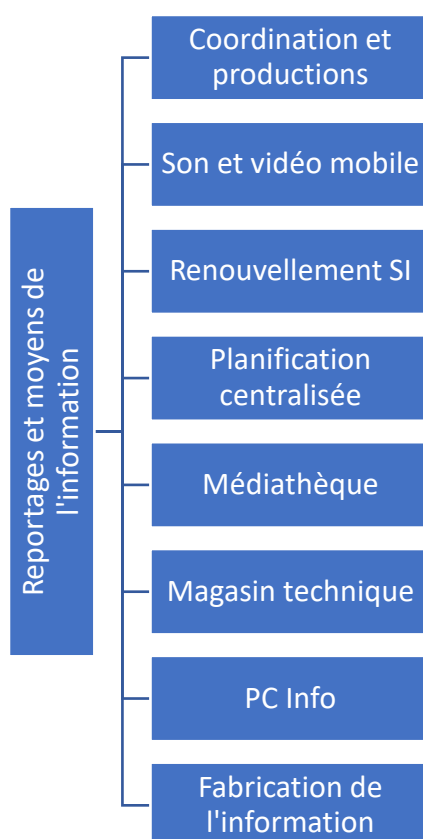 Reportages et moyens de
l'information
Coordination et
productions
Son et vidéo mobile
Renouvellement SI
Planification
centralisée
Médiathèque
Magasin technique
PC Info
Fabrication de
l'information